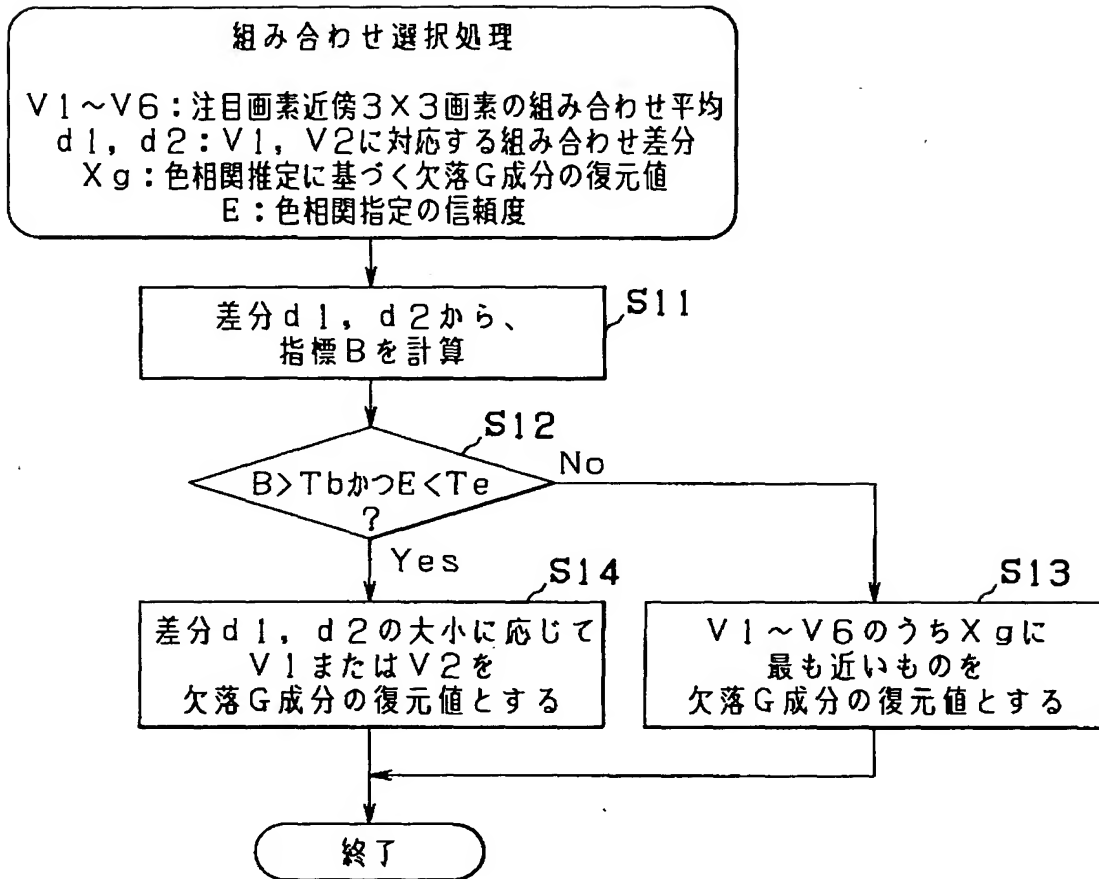 組み合わせ選択処理
V1～V6：注目画素近傍3×3画素の組み合わせ平均
d1，d2：V1，V2に対応する組み合わせ差分
Xg：色相関推定に基づく欠落G成分の復元値
E：色相関指定の信頼度
S11
差分d1，d2から、
指標Bを計算
S12
B＞TbかつE＜Te
？
No
Yes
S14
差分d1，d2の大小に応じて
V1またはV2を
欠落G成分の復元値とする
S13
V1～V6のうちXgに
最も近いものを
欠落G成分の復元値とする
終了